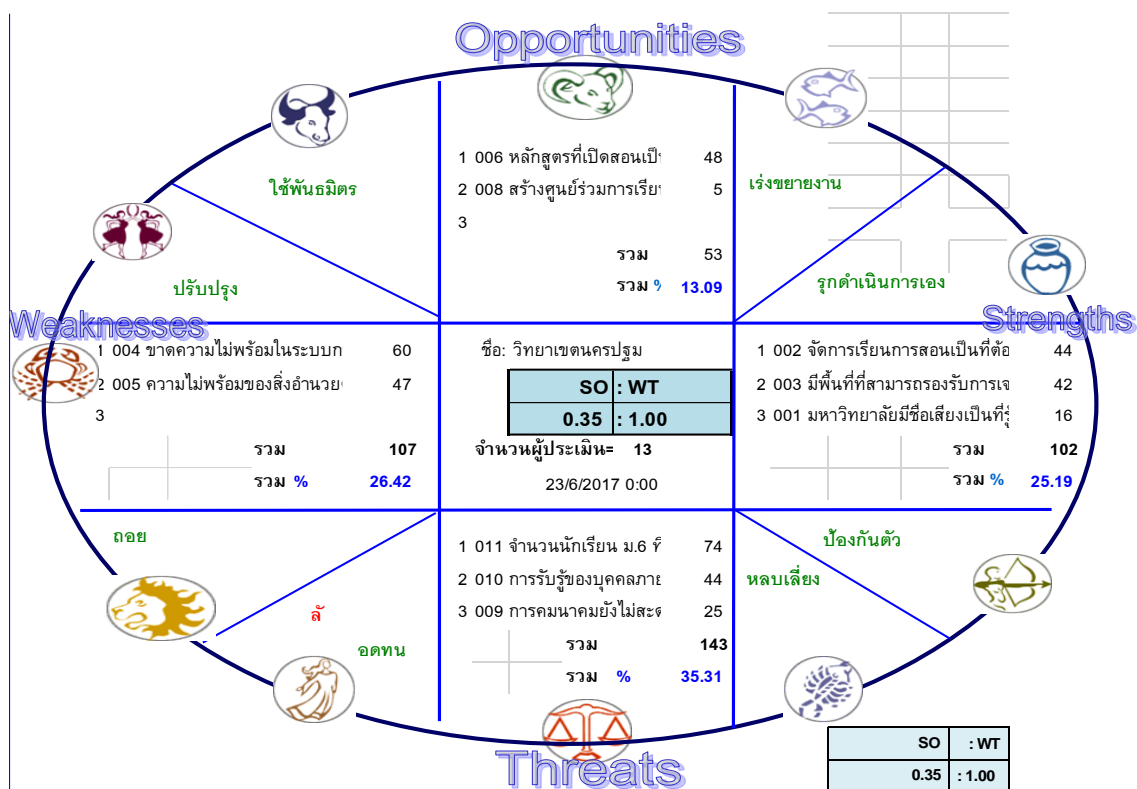 Opportunities
1 006 หลักสูตรที่เปิดสอนเป็ 48
2 008 สร้างศูนย์ร่วมการเรีย 5
3
รวม 53
รวม % 13.09
ใช้พันธมิตร
เร่งขยายงาน
ปรับปรุง
รุกดำเนินการเอง
Weaknesses
Strengths
1 004 ขาดความไม่พร้อมในระบบก 60
2 005 ความไม่พร้อมของสิ่งอำนวย 47
3
รวม 107
รวม % 26.42
ชื่อ: วิทยาเขตนครปฐม
SO : WT
0.35 : 1.00
จำนวนผู้ประเมิน= 13
23/6/2017 0:00
1 002 จัดการเรียนการสอนเป็นที่ต้อ 44
2 003 มีพื้นที่ที่สามารถรองรับการเจ 42
3 001 มหาวิทยาลัยมีชื่อเสียงเป็นที่รู้ 16
รวม 102
รวม % 25.19
ถอย
ลั
อดทน
1 011 จำนวนนักเรียน ม.6 ที่ 74
2 010 การรับรู้ของบุคคลภาย 44
3 009 การคมนาคมยังไม่สะด 25
รวม 143
รวม % 35.31
ป้องกันตัว
หลบเลี่ยง
Threats
SO : WT
0.35 : 1.00